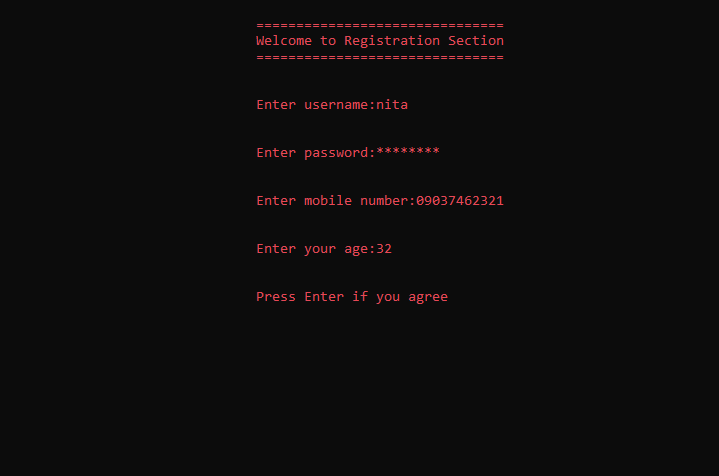 ===============================
Welcome to Registration Section
===============================
Enter username:nita
Enter password:********
Enter mobile number:09037462321
Enter your age:32
Press Enter if you agree